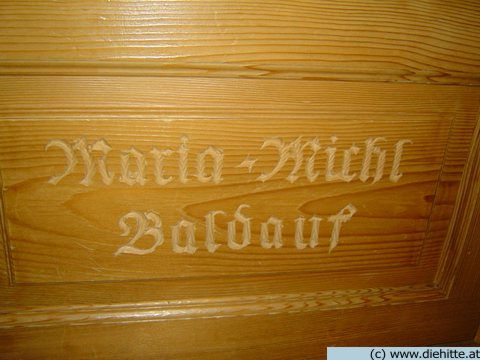 Maria - Michl
Baldauf
(c) www.diehitte.at